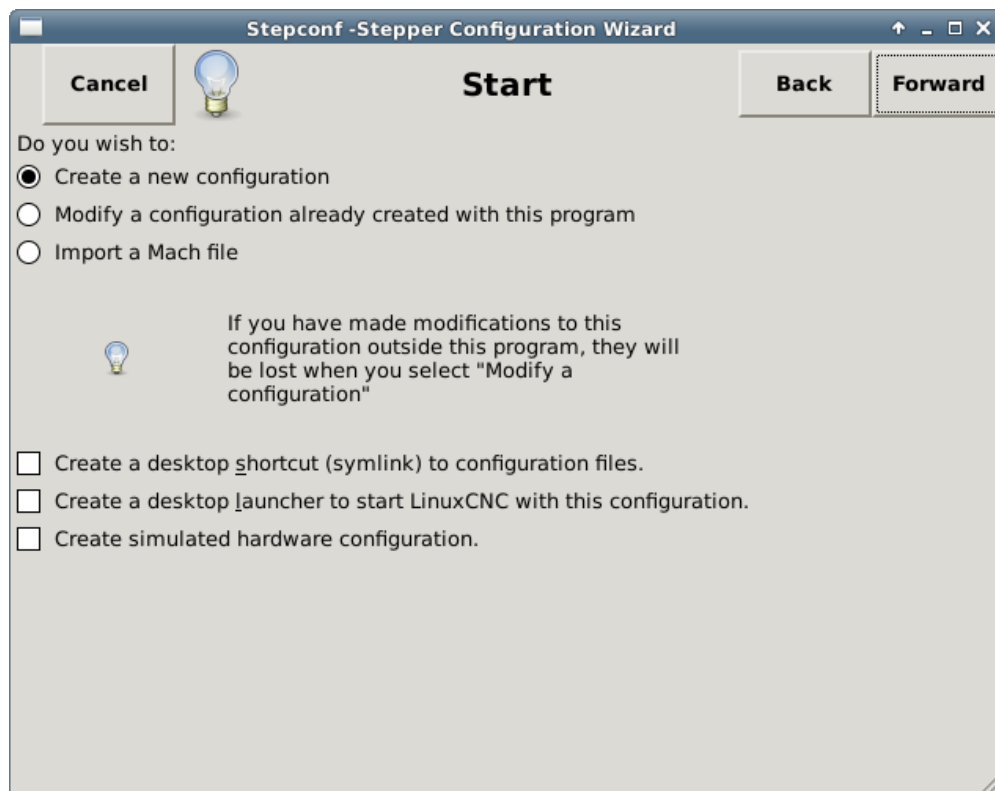 Stepconf -Stepper Configuration Wizard
Cancel
Start
Back
Forward
Do you wish to:
Create a new configuration
Modify a configuration already created with this program
Import a Mach file
If you have made modifications to this
configuration outside this program, they will
be lost when you select "Modify a
configuration"
Create a desktop shortcut (symlink) to configuration files.
Create a desktop launcher to start LinuxCNC with this configuration.
Create simulated hardware configuration.